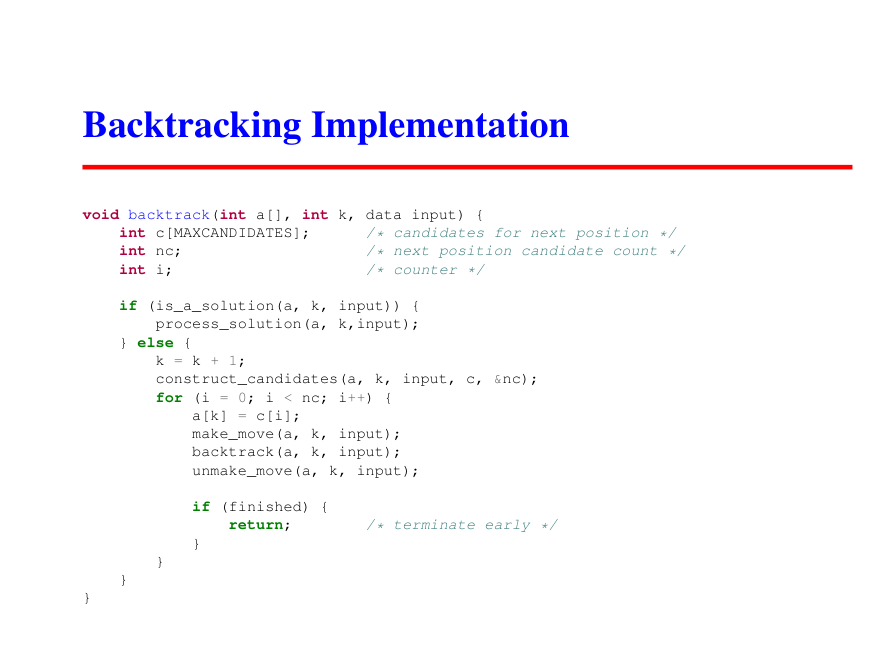 Backtracking Implementation
void backtrack(int a[], int k, data input) {
    int c[MAXCANDIDATES];      /* candidates for next position */
    int nc;                    /* next position candidate count */
    int i;                     /* counter */

    if (is_a_solution(a, k, input)) {
        process_solution(a, k,input);
    } else {
        k = k + 1;
        construct_candidates(a, k, input, c, &nc);
        for (i = 0; i < nc; i++) {
            a[k] = c[i];
            make_move(a, k, input);
            backtrack(a, k, input);
            unmake_move(a, k, input);

            if (finished) {
                return;        /* terminate early */
            }
        }
    }
}